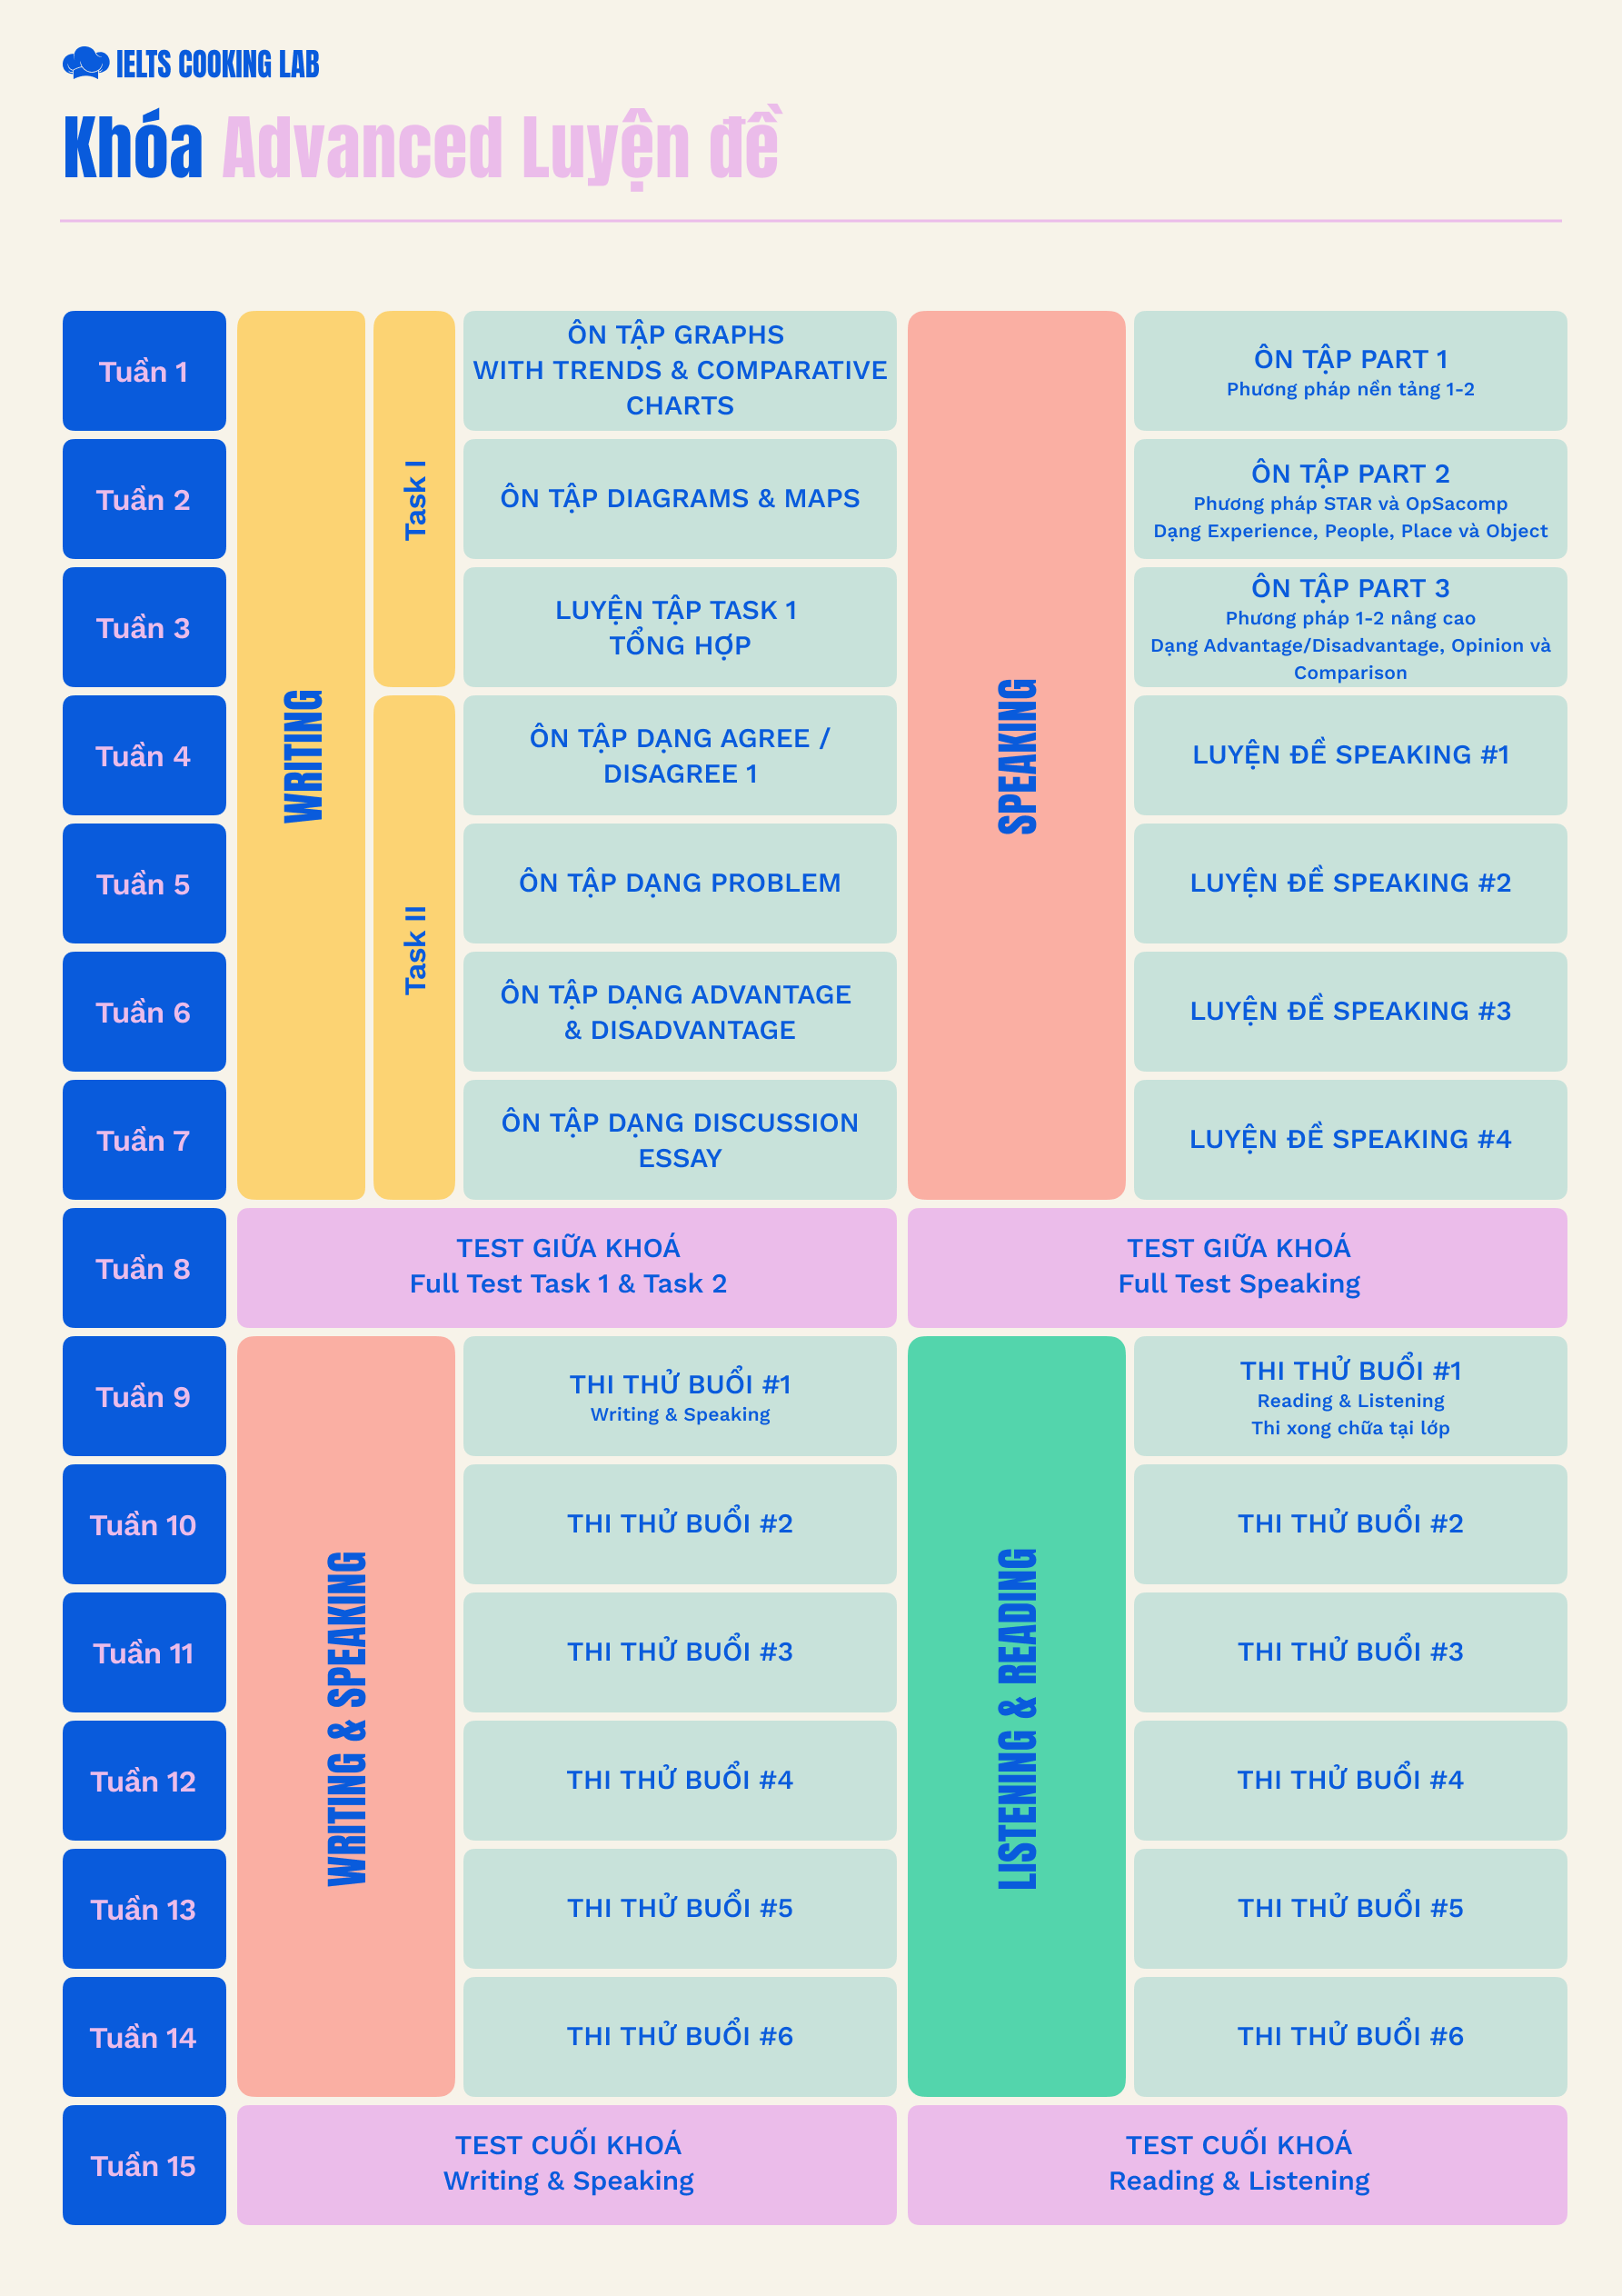 IELTS COOKING LAB
Khóa Advanced Luyện đề
Tuần 1
WRITING
Task I
ÔN TẬP GRAPHS
WITH TRENDS & COMPARATIVE
CHARTS
SPEAKING
ÔN TẬP PART 1
Phương pháp nền tảng 1-2
Tuần 2
ÔN TẬP DIAGRAMS & MAPS
ÔN TẬP PART 2
Phương pháp STAR và OpSacomp
Dạng Experience, People, Place và Object
Tuần 3
LUYỆN TẬP TASK 1
TỔNG HỢP
ÔN TẬP PART 3
Phương pháp 1-2 nâng cao
Dạng Advantage/Disadvantage, Opinion và
Comparison
Tuần 4
Task II
ÔN TẬP DẠNG AGREE /
DISAGREE 1
LUYỆN ĐỀ SPEAKING #1
Tuần 5
ÔN TẬP DẠNG PROBLEM
LUYỆN ĐỀ SPEAKING #2
Tuần 6
ÔN TẬP DẠNG ADVANTAGE
& DISADVANTAGE
LUYỆN ĐỀ SPEAKING #3
Tuần 7
ÔN TẬP DẠNG DISCUSSION
ESSAY
LUYỆN ĐỀ SPEAKING #4
Tuần 8
TEST GIỮA KHOÁ
Full Test Task 1 & Task 2
TEST GIỮA KHOÁ
Full Test Speaking
Tuần 9
WRITING & SPEAKING
THI THỬ BUỔI #1
Writing & Speaking
LISTENING & READING
THI THỬ BUỔI #1
Reading & Listening
Thi xong chữa tại lớp
Tuần 10
THI THỬ BUỔI #2
THI THỬ BUỔI #2
Tuần 11
THI THỬ BUỔI #3
THI THỬ BUỔI #3
Tuần 12
THI THỬ BUỔI #4
THI THỬ BUỔI #4
Tuần 13
THI THỬ BUỔI #5
THI THỬ BUỔI #5
Tuần 14
THI THỬ BUỔI #6
THI THỬ BUỔI #6
Tuần 15
TEST CUỐI KHOÁ
Writing & Speaking
TEST CUỐI KHOÁ
Reading & Listening